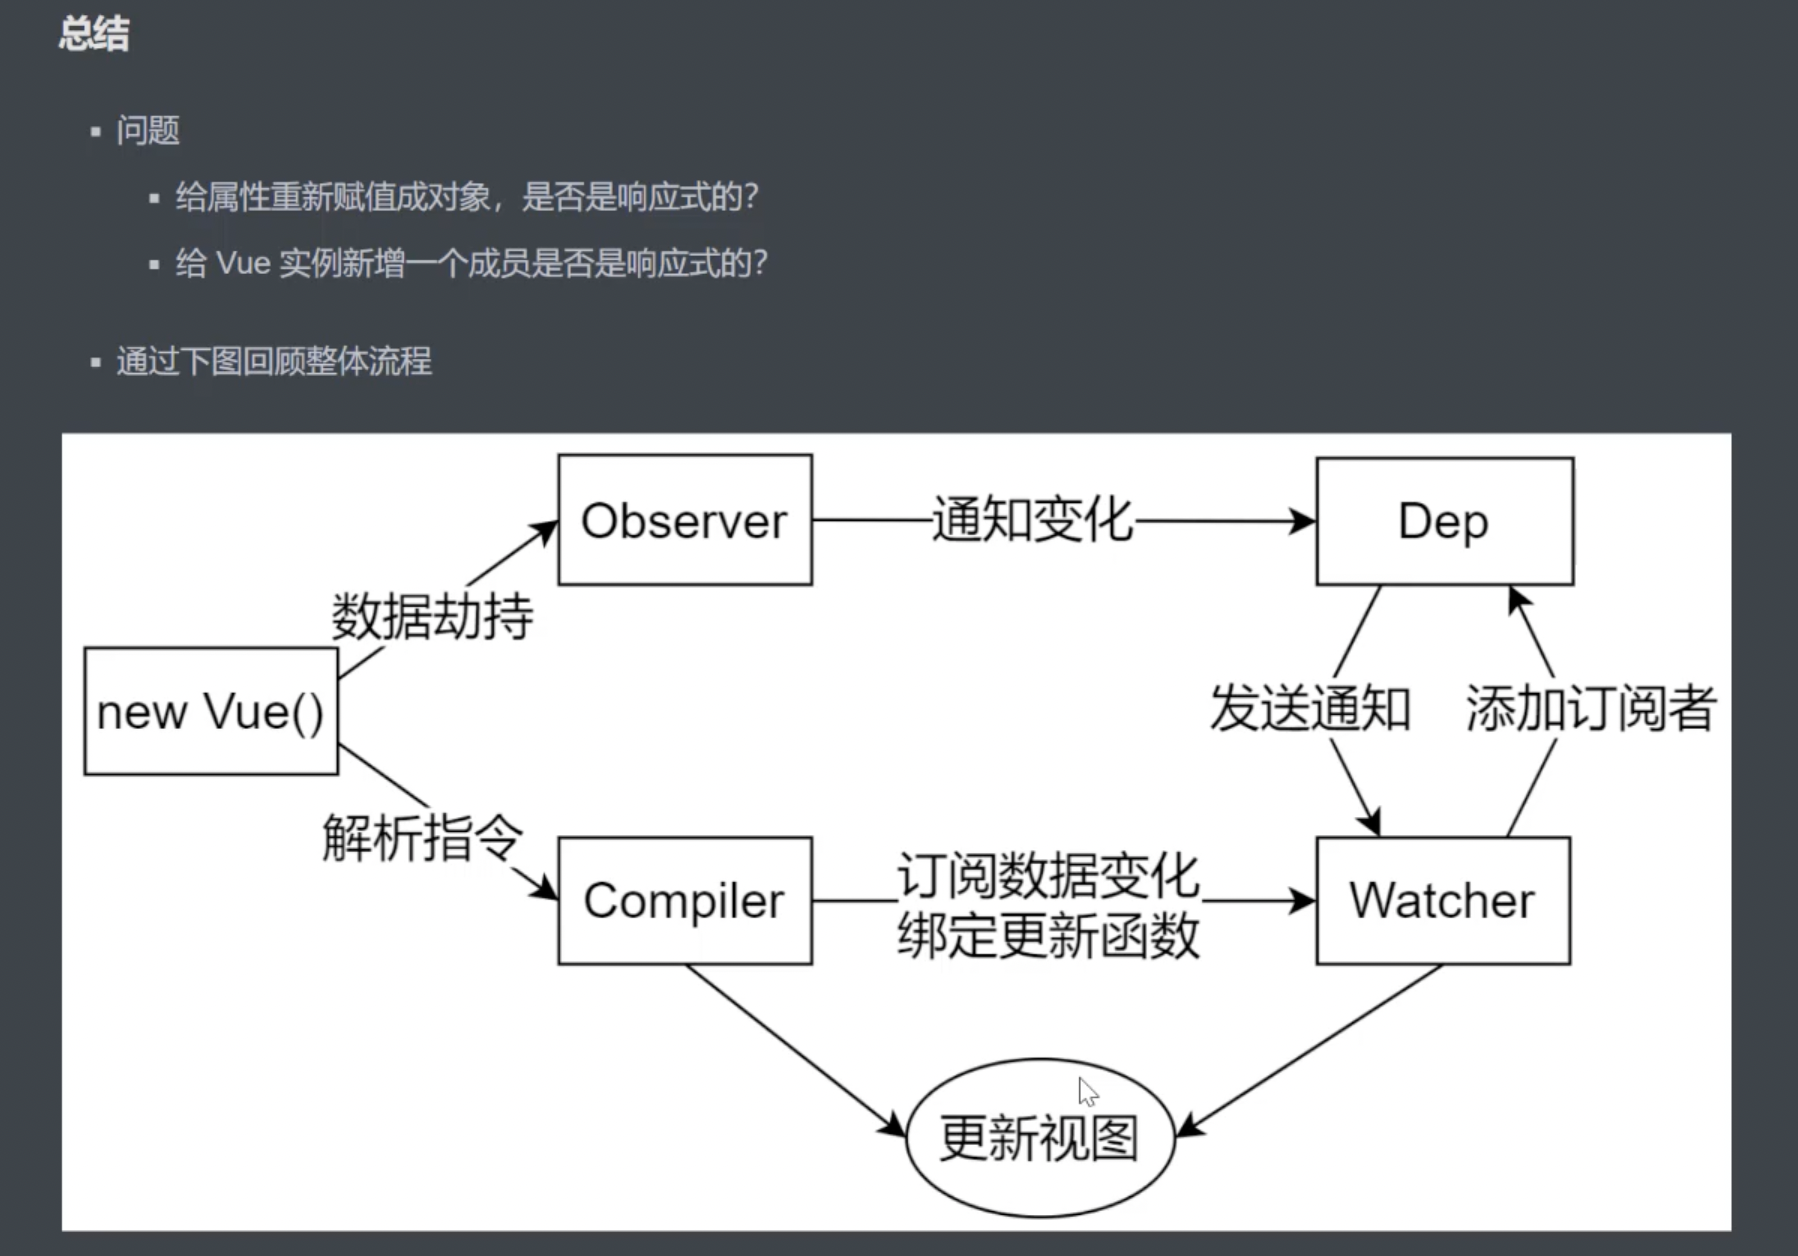 总结
问题
给属性重新赋值成对象，是否是响应式的？
给 Vue 实例新增一个成员是否是响应式的？
通过下图回顾整体流程
Observer
通知变化
Dep
数据劫持
new Vue()
发送通知
添加订阅者
解析指令
Compiler
订阅数据变化
绑定更新函数
Watcher
更新视图